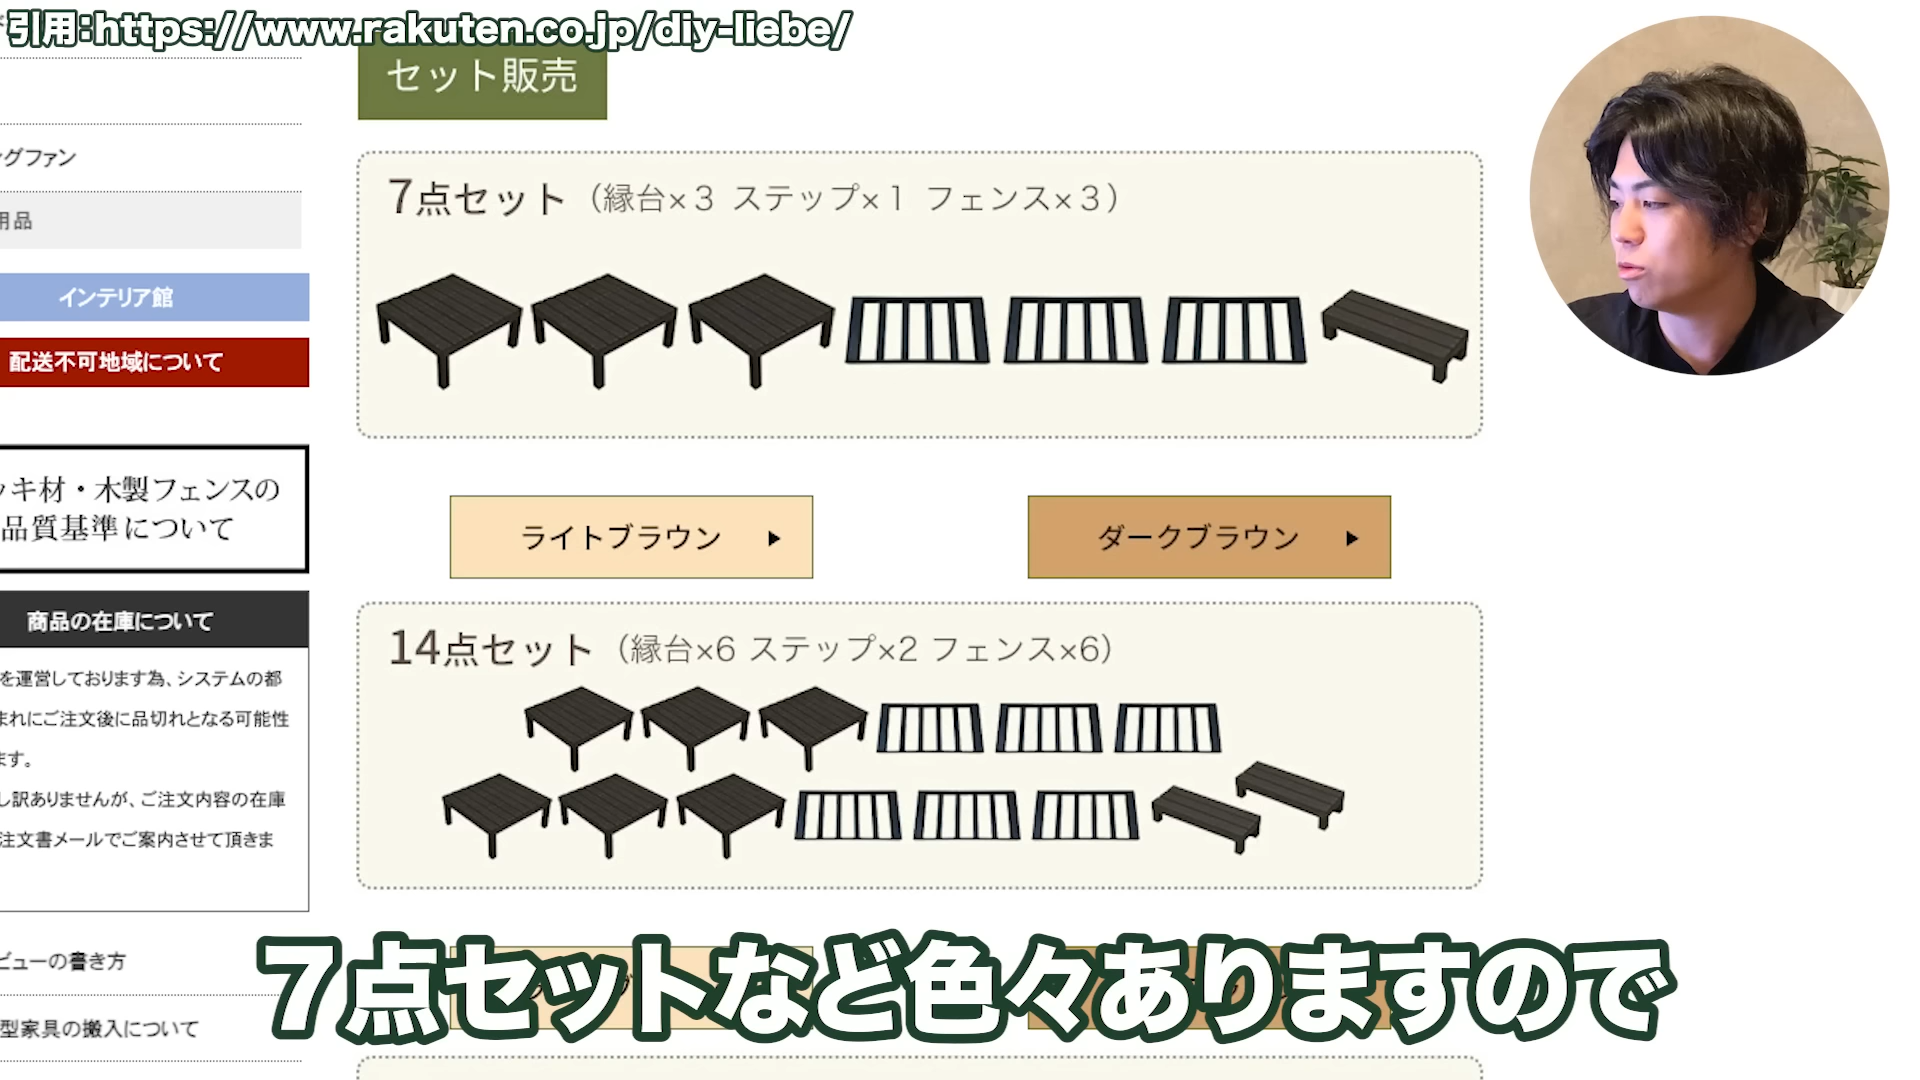 引用:https://www.rakuten.co.jp/diy-liebe/
セット販売
グファン
用品
インテリア館
配送不可地域について
ッキ材・木製フェンスの
品質基準について
商品の在庫について
を運営しております為、システムの都
まれにご注文後に品切れとなる可能性
ます。
し訳ありませんが、ご注文内容の在庫
注文書メールでご案内させて頂きま
ビューの書き方
型家具の搬入について
7点セット（縁台×３ ステップ×１ フェンス×３）
ライトブラウン ▶
ダークブラウン ▶
14点セット（縁台×6 ステップ×2 フェンス×6）
７点セットなど色々ありますので